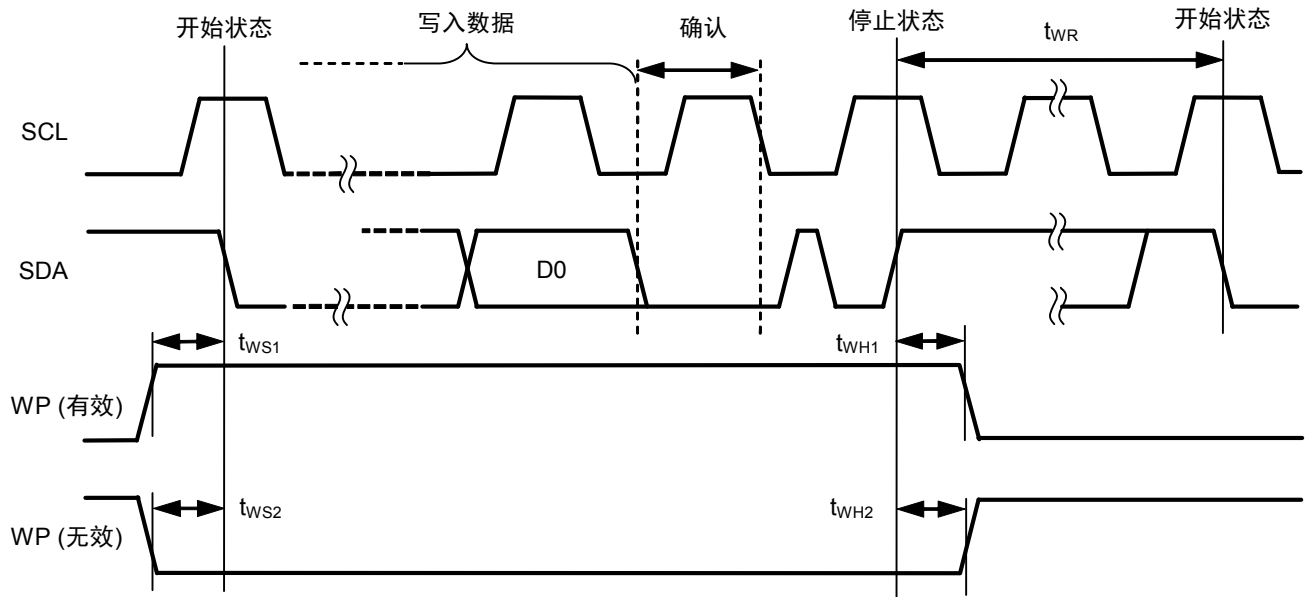 开始状态
写入数据
确认
停止状态
tWR
开始状态
SCL
SDA
D0
tWS1
tWH1
WP (有效)
tWS2
tWH2
WP (无效)